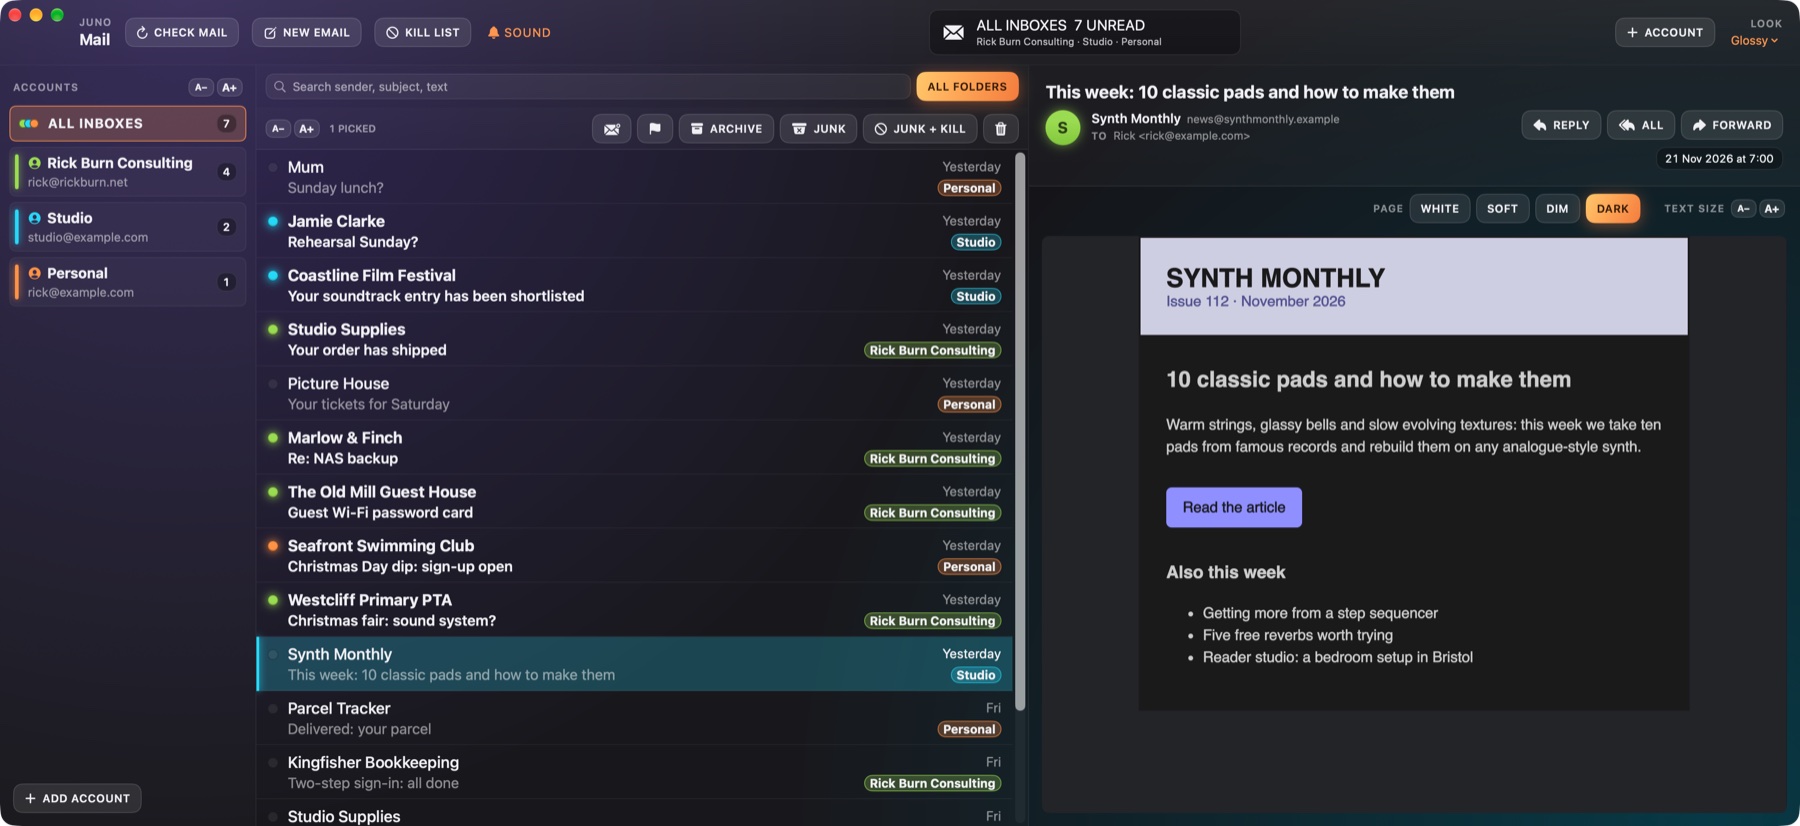 JUNO
Mail
CHECK MAIL
NEW EMAIL
KILL LIST
SOUND
ALL INBOXES 7 UNREAD
Rick Burn Consulting · Studio · Personal
ACCOUNT
LOOK
Glossy
ACCOUNTS
A-
A+
ALL INBOXES
7
Rick Burn Consulting
rick@rickburn.net
4
Studio
studio@example.com
2
Personal
rick@example.com
1
ADD ACCOUNT
Search sender, subject, text
ALL FOLDERS
A-
A+
1 PICKED
ARCHIVE
JUNK
JUNK + KILL
Mum
Yesterday
Sunday lunch?
Personal
Jamie Clarke
Yesterday
Rehearsal Sunday?
Studio
Coastline Film Festival
Yesterday
Your soundtrack entry has been shortlisted
Studio
Studio Supplies
Yesterday
Your order has shipped
Rick Burn Consulting
Picture House
Yesterday
Your tickets for Saturday
Personal
Marlow & Finch
Yesterday
Re: NAS backup
Rick Burn Consulting
The Old Mill Guest House
Yesterday
Guest Wi-Fi password card
Rick Burn Consulting
Seafront Swimming Club
Yesterday
Christmas Day dip: sign-up open
Personal
Westcliff Primary PTA
Yesterday
Christmas fair: sound system?
Rick Burn Consulting
Synth Monthly
Yesterday
This week: 10 classic pads and how to make them
Studio
Parcel Tracker
Fri
Delivered: your parcel
Personal
Kingfisher Bookkeeping
Fri
Two-step sign-in: all done
Rick Burn Consulting
Studio Supplies
Fri
This week: 10 classic pads and how to make them
S
Synth Monthly news@synthmonthly.example
TO Rick <rick@example.com>
REPLY
ALL
FORWARD
21 Nov 2026 at 7:00
PAGE
WHITE
SOFT
DIM
DARK
TEXT SIZE
A-
A+
SYNTH MONTHLY
Issue 112 · November 2026
10 classic pads and how to make them
Warm strings, glassy bells and slow evolving textures: this week we take ten
pads from famous records and rebuild them on any analogue-style synth.
Read the article
Also this week
• Getting more from a step sequencer
• Five free reverbs worth trying
• Reader studio: a bedroom setup in Bristol